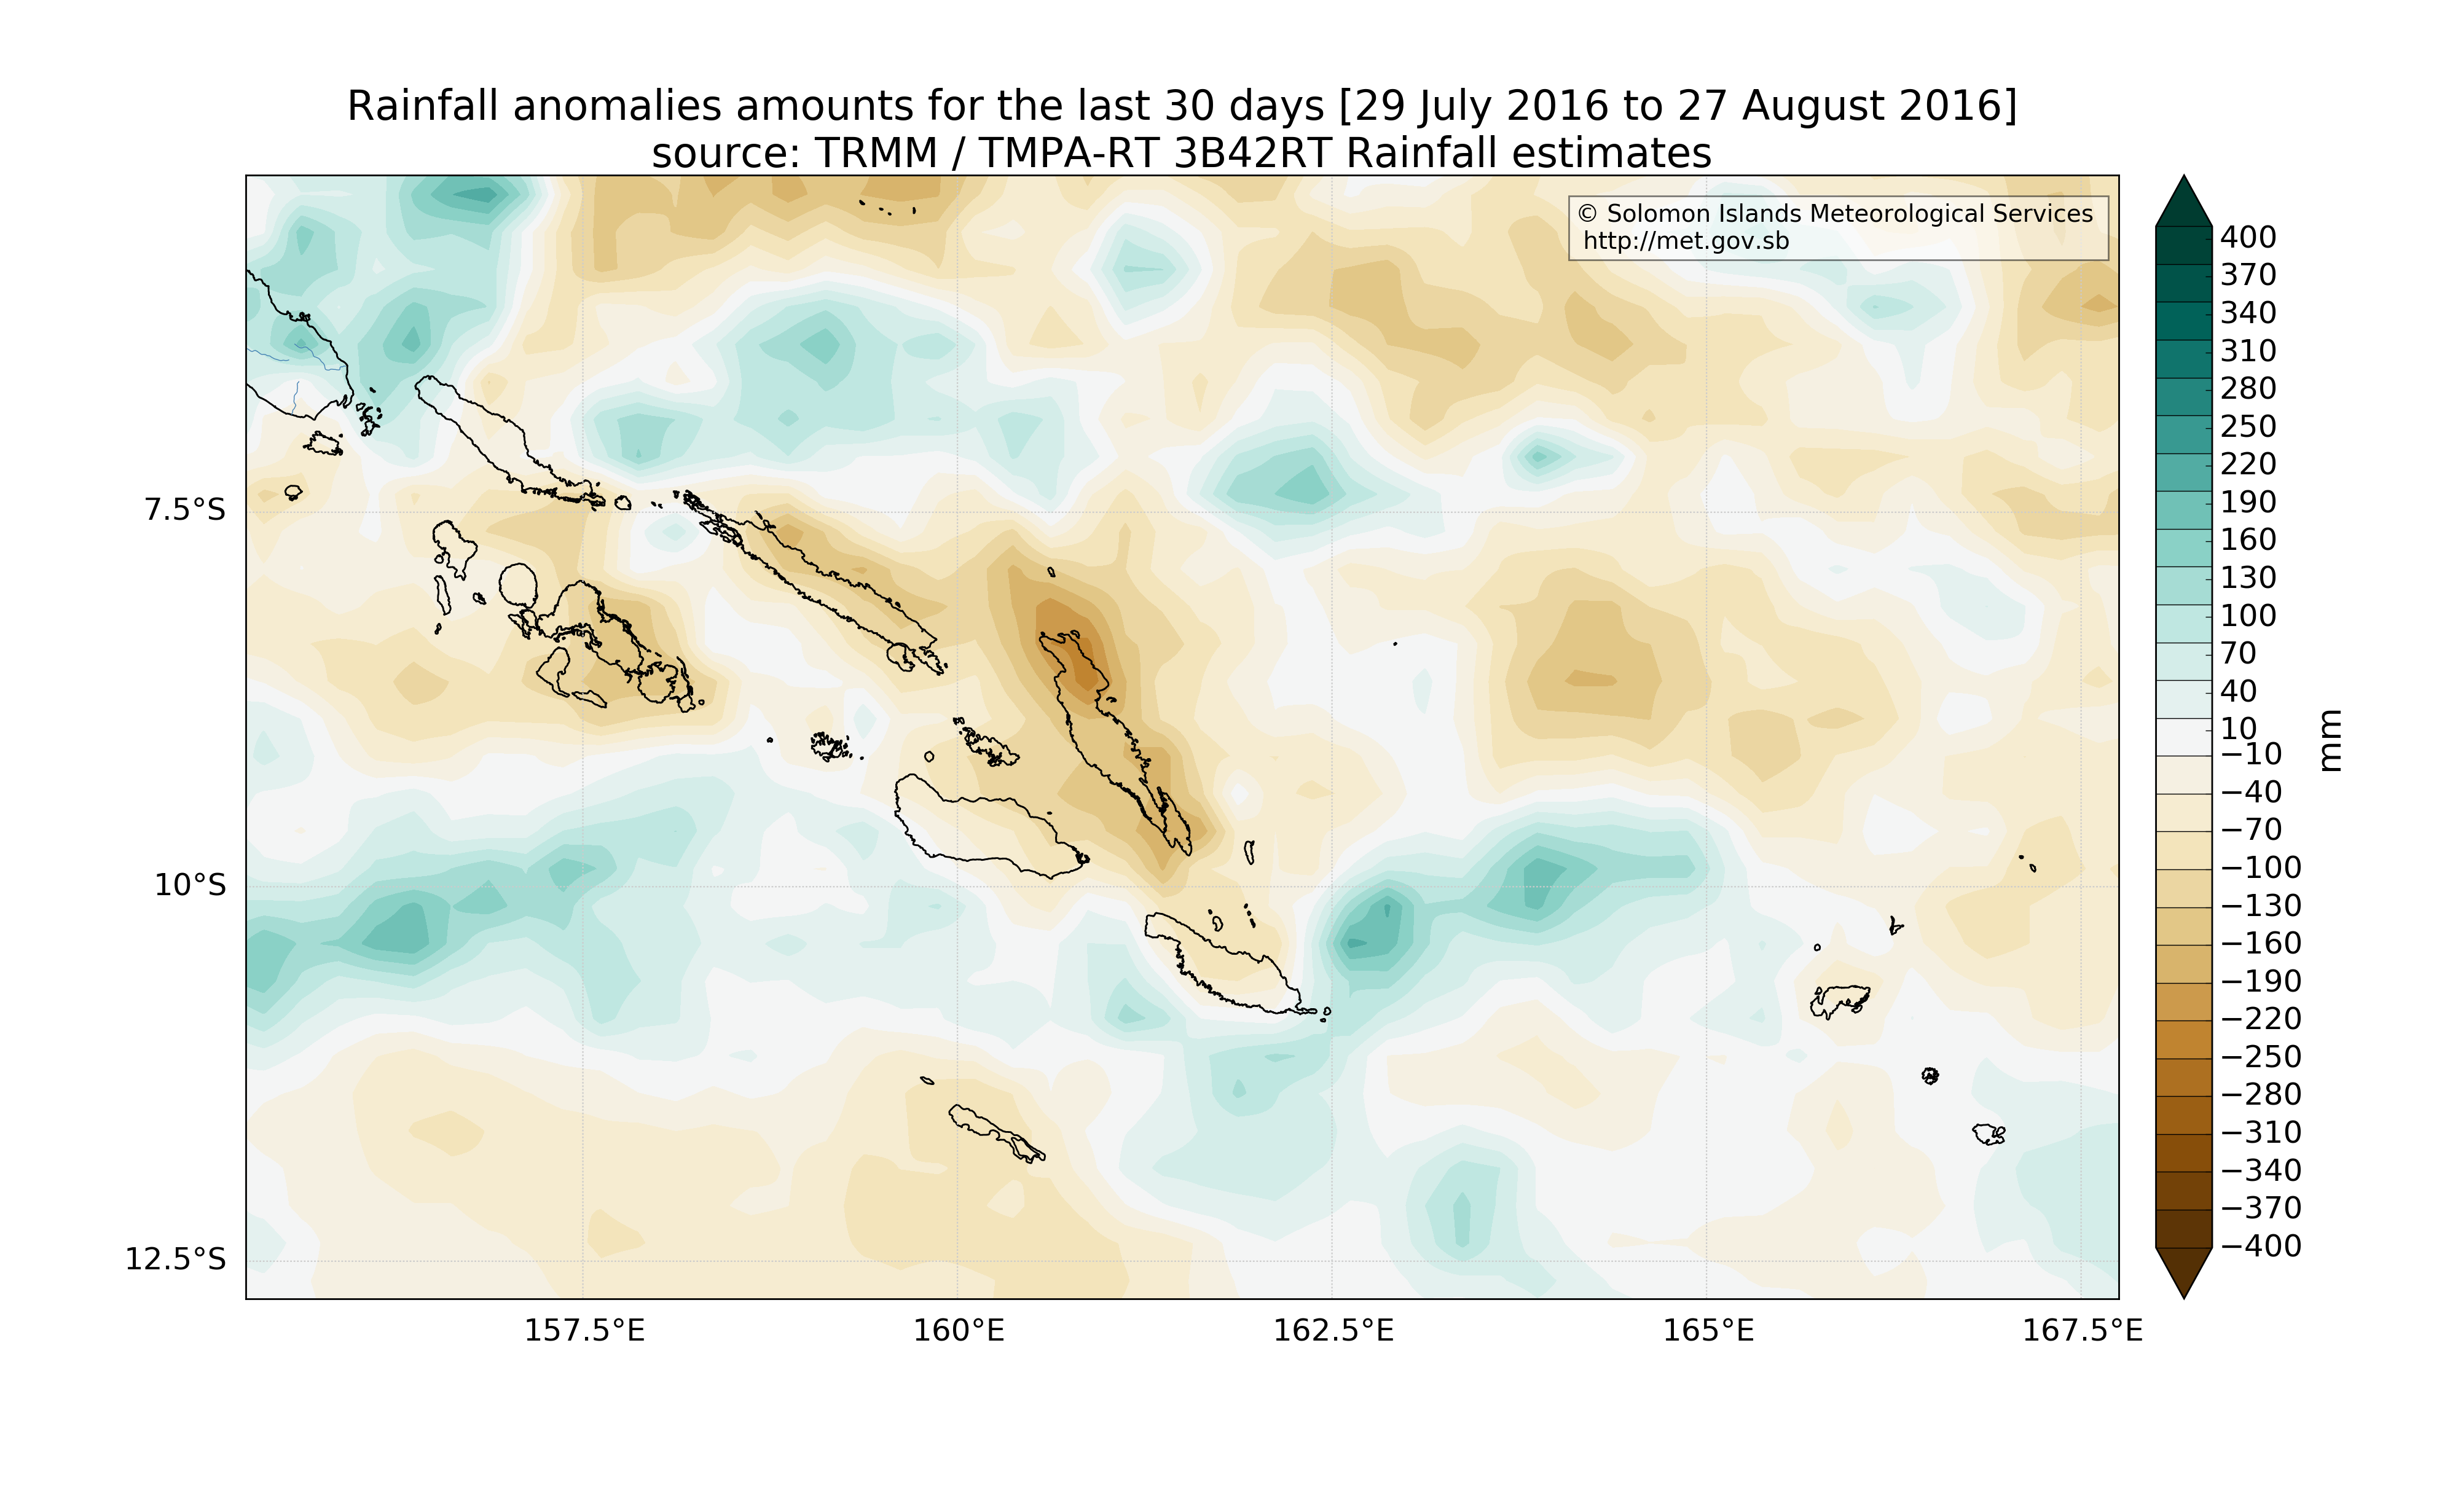 Rainfall anomalies amounts for the last 30 days [29 July 2016 to 27 August 2016]
source: TRMM / TMPA-RT 3B42RT Rainfall estimates
© Solomon Islands Meteorological Services
http://met.gov.sb
7.5°S
10°S
12.5°S
157.5°E
160°E
162.5°E
165°E
167.5°E
400
370
340
310
280
250
220
190
160
130
100
70
40
10
−10
−40
−70
−100
−130
−160
−190
−220
−250
−280
−310
−340
−370
−400
mm